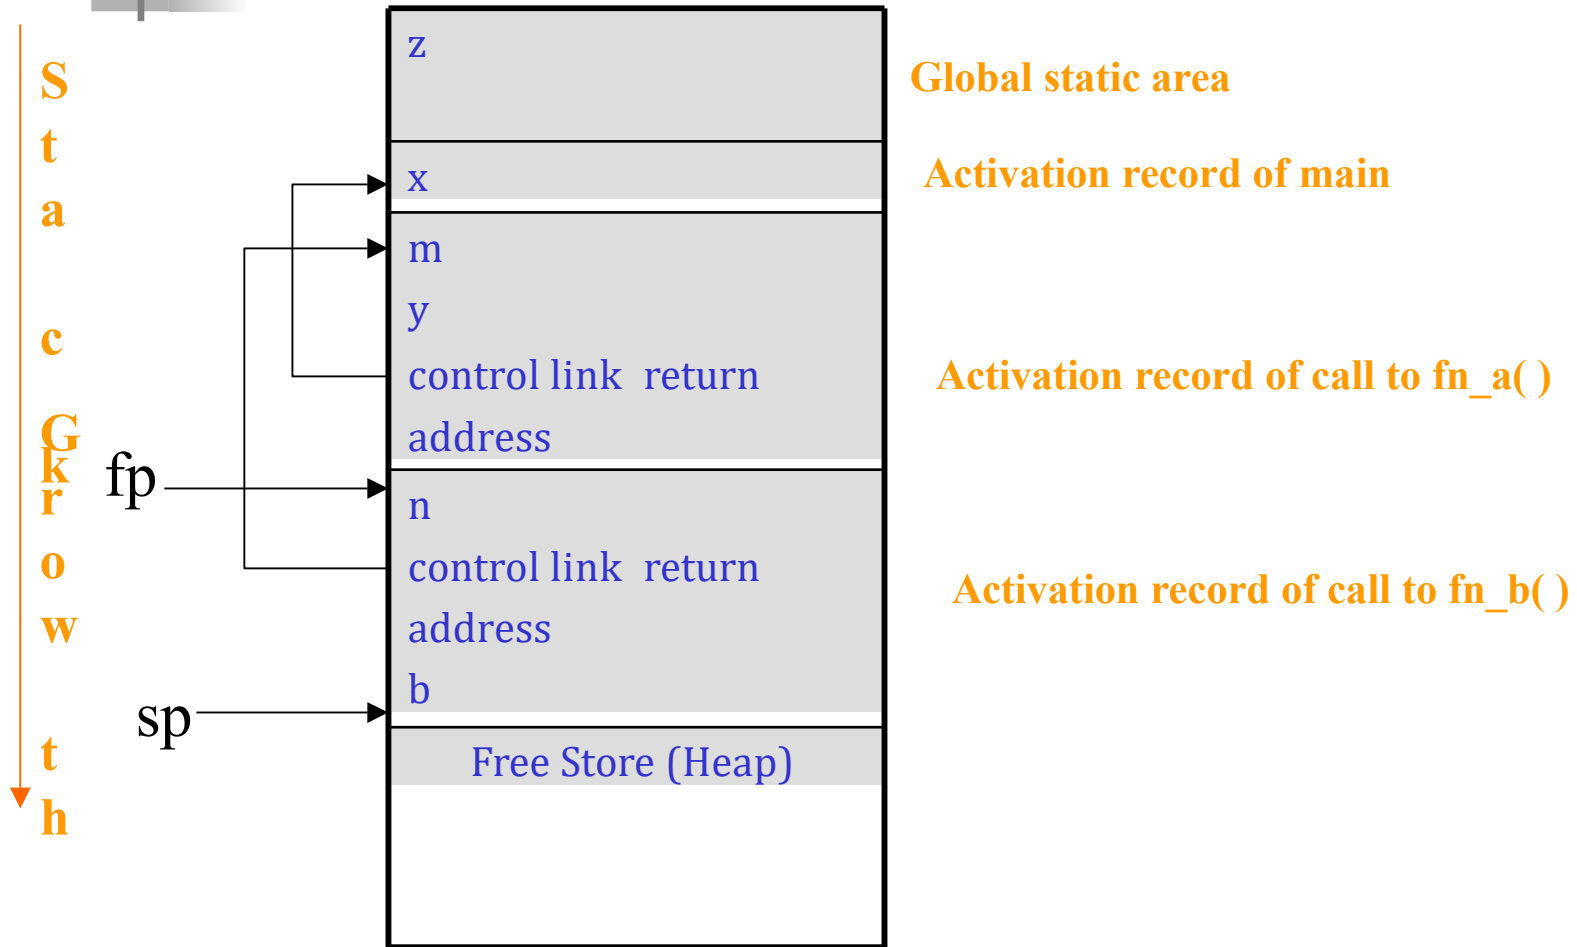 S
t
a
c
k
G
r
o
w
t
h
z
Global static area
x
Activation record of main
m
y
control link return
address
Activation record of call to fn_a( )
fp
n
control link return
address
b
Activation record of call to fn_b( )
sp
Free Store (Heap)